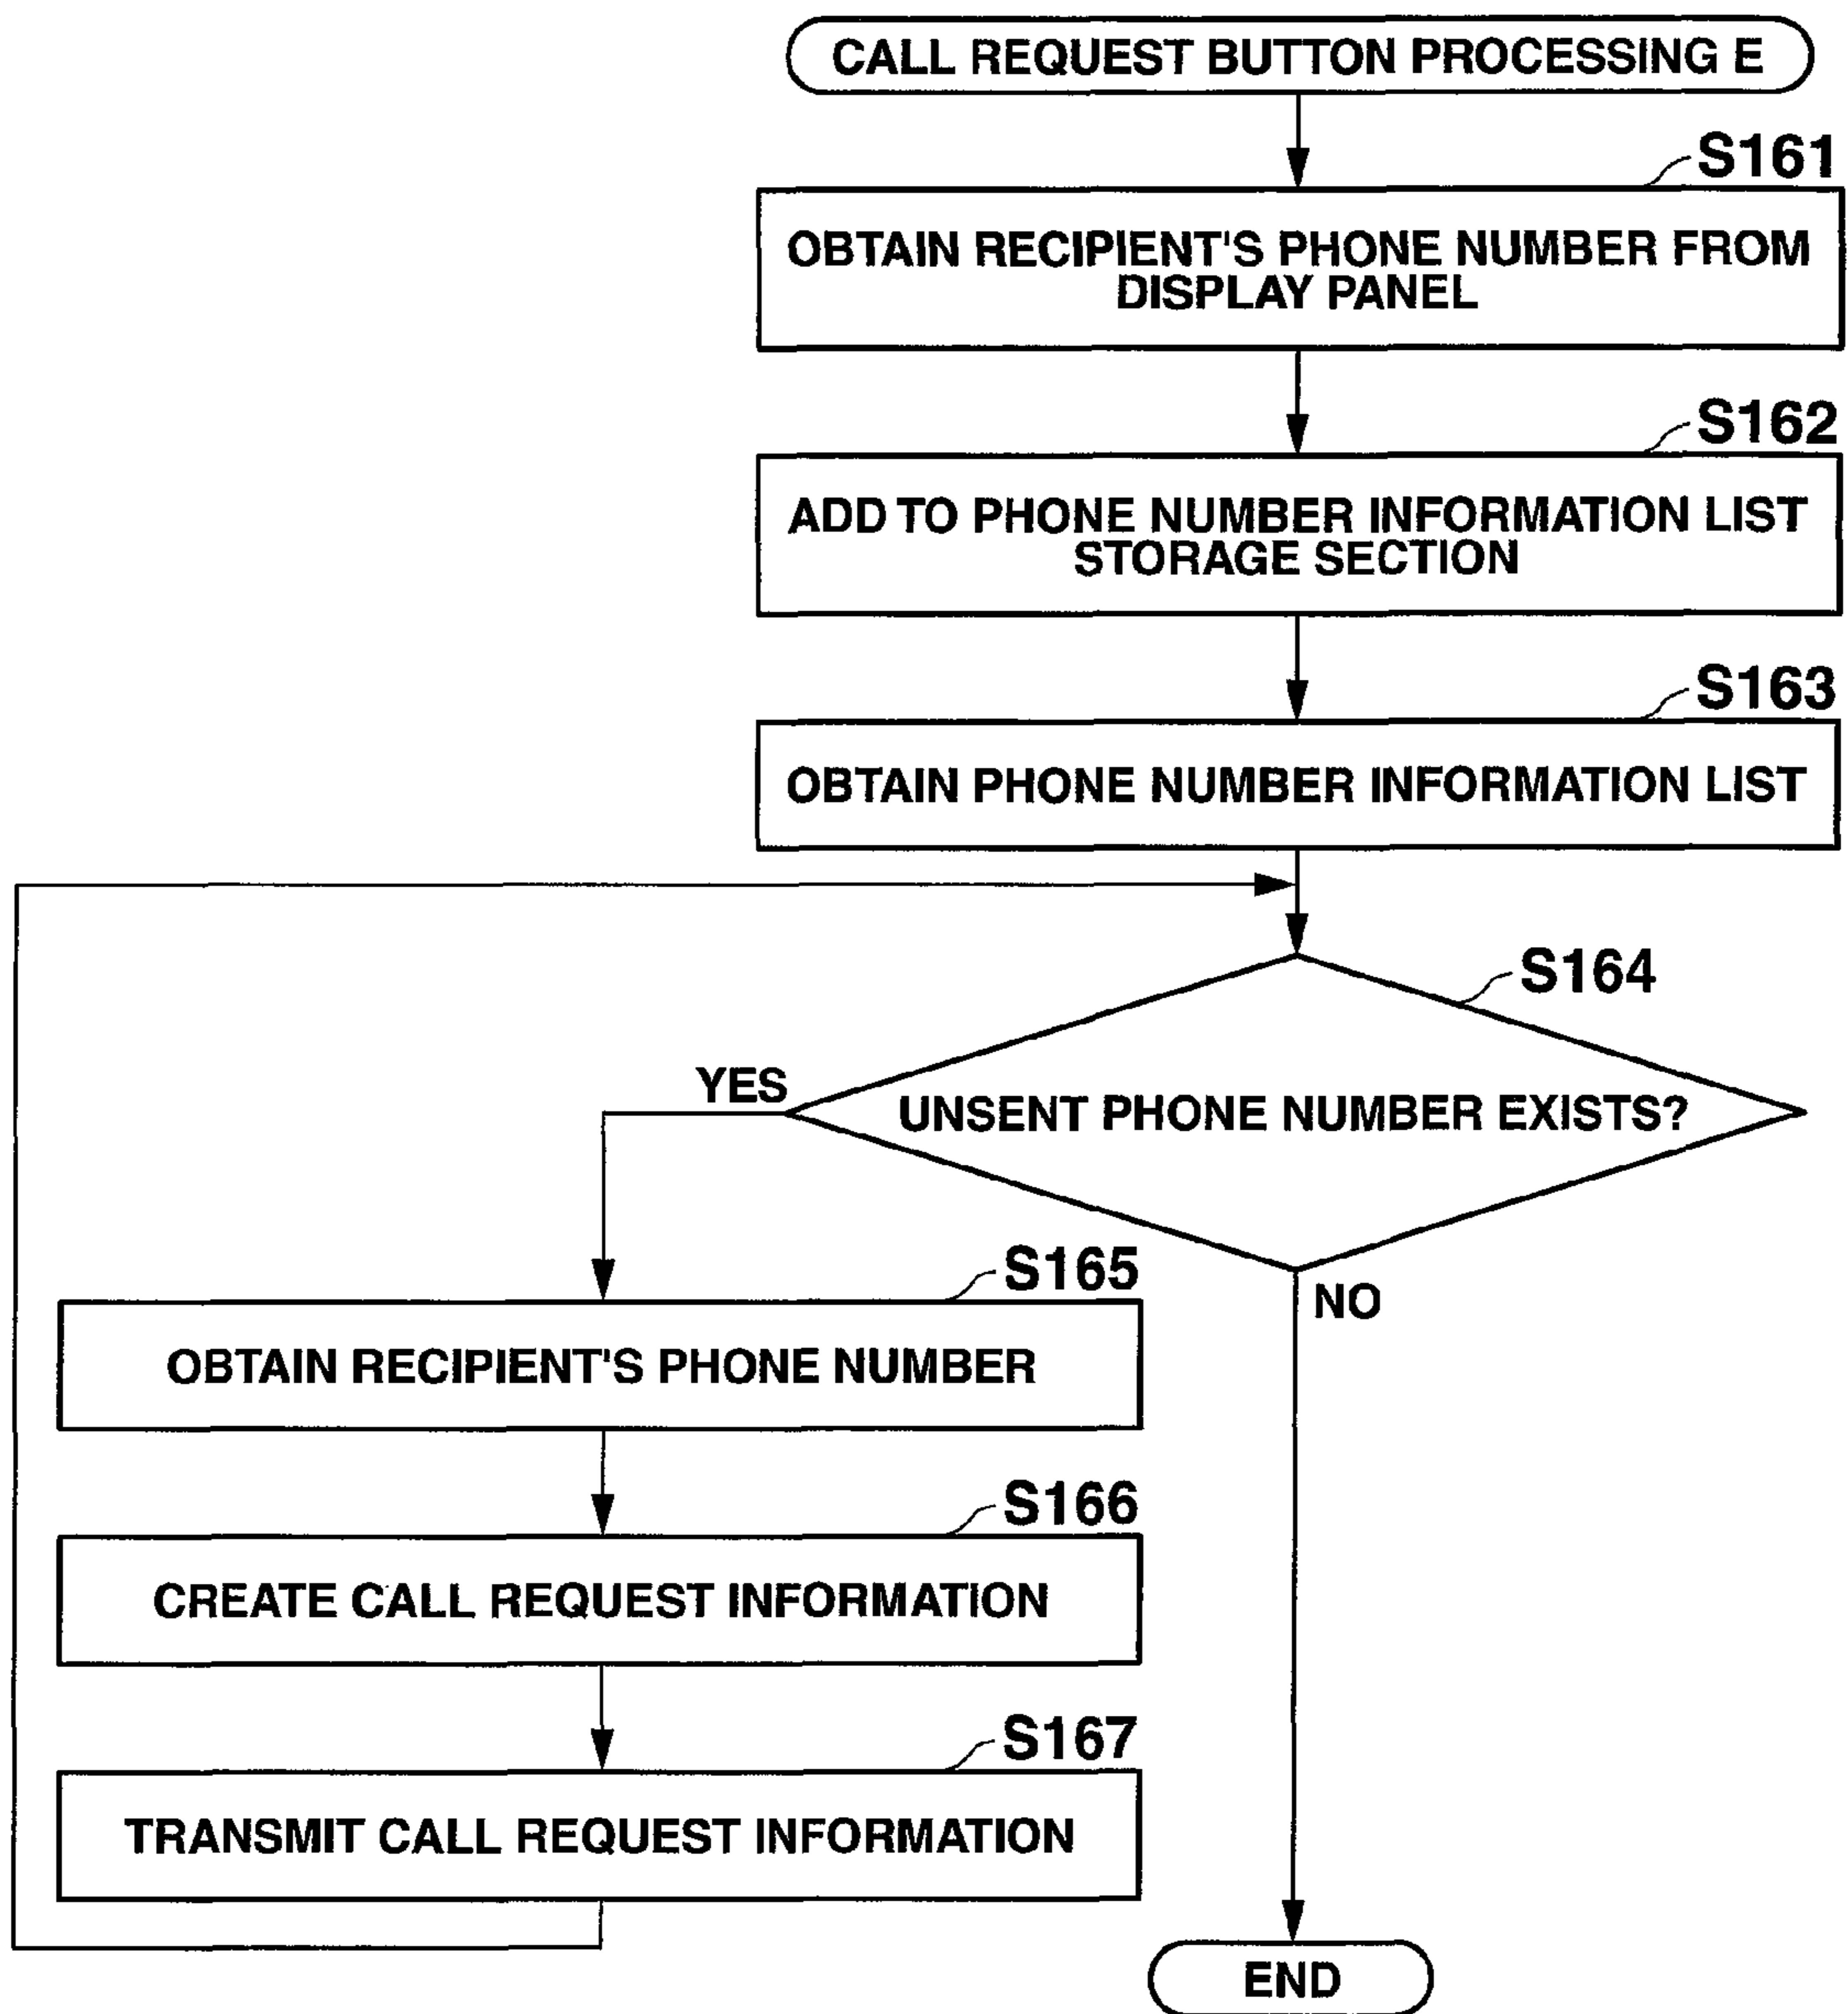 CALL REQUEST BUTTON PROCESSING E
S161
OBTAIN RECIPIENT'S PHONE NUMBER FROM
DISPLAY PANEL
S162
ADD TO PHONE NUMBER INFORMATION LIST
STORAGE SECTION
S163
OBTAIN PHONE NUMBER INFORMATION LIST
S164
YES
UNSENT PHONE NUMBER EXISTS?
S165
NO
OBTAIN RECIPIENT'S PHONE NUMBER
S166
CREATE CALL REQUEST INFORMATION
S167
TRANSMIT CALL REQUEST INFORMATION
END